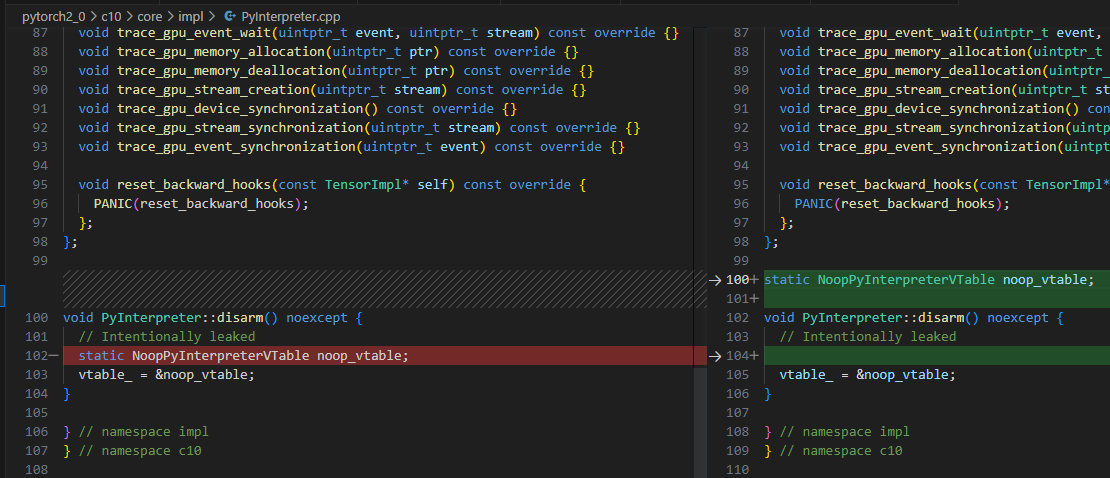 pytorch2_0 > c10 > core > impl > PyInterpreter.cpp
87 void trace_gpu_event_wait(uintptr_t event, uintptr_t stream) const override {}
88 void trace_gpu_memory_allocation(uintptr_t ptr) const override {}
89 void trace_gpu_memory_deallocation(uintptr_t ptr) const override {}
90 void trace_gpu_stream_creation(uintptr_t stream) const override {}
91 void trace_gpu_device_synchronization() const override {}
92 void trace_gpu_stream_synchronization(uintptr_t stream) const override {}
93 void trace_gpu_event_synchronization(uintptr_t event) const override {}
94
95 void reset_backward_hooks(const TensorImpl* self) const override {
96 PANIC(reset_backward_hooks);
97 };
98 };
99
100 void PyInterpreter::disarm() noexcept {
101 // Intentionally leaked
102− static NoopPyInterpreterVTable noop_vtable;
103 vtable_ = &noop_vtable;
104 }
105
106 } // namespace impl
107 } // namespace c10
108
87 void trace_gpu_event_wait(uintptr_t event,
88 void trace_gpu_memory_allocation(uintptr_t
89 void trace_gpu_memory_deallocation(uintptr_
90 void trace_gpu_stream_creation(uintptr_t st
91 void trace_gpu_device_synchronization() con
92 void trace_gpu_stream_synchronization(uintp
93 void trace_gpu_event_synchronization(uintpt
94
95 void reset_backward_hooks(const TensorImpl*
96 PANIC(reset_backward_hooks);
97 };
98 };
99
→ 100+ static NoopPyInterpreterVTable noop_vtable;
101+
102 void PyInterpreter::disarm() noexcept {
103 // Intentionally leaked
→ 104+
105 vtable_ = &noop_vtable;
106 }
107
108 } // namespace impl
109 } // namespace c10
110